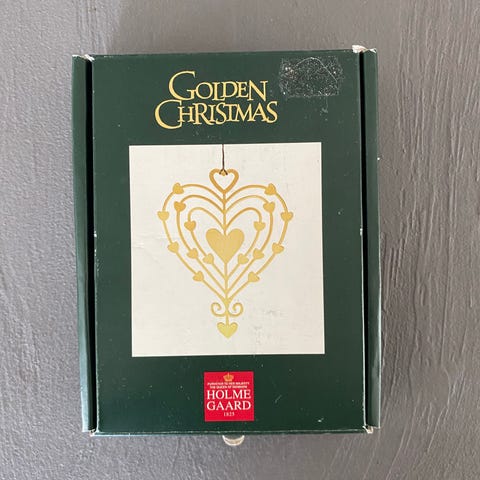 GOLDEN
CHRISTMAS
PURVEYOR TO HER MAJESTY
THE QUEEN OF DENMARK
HOLME
GAARD
1825